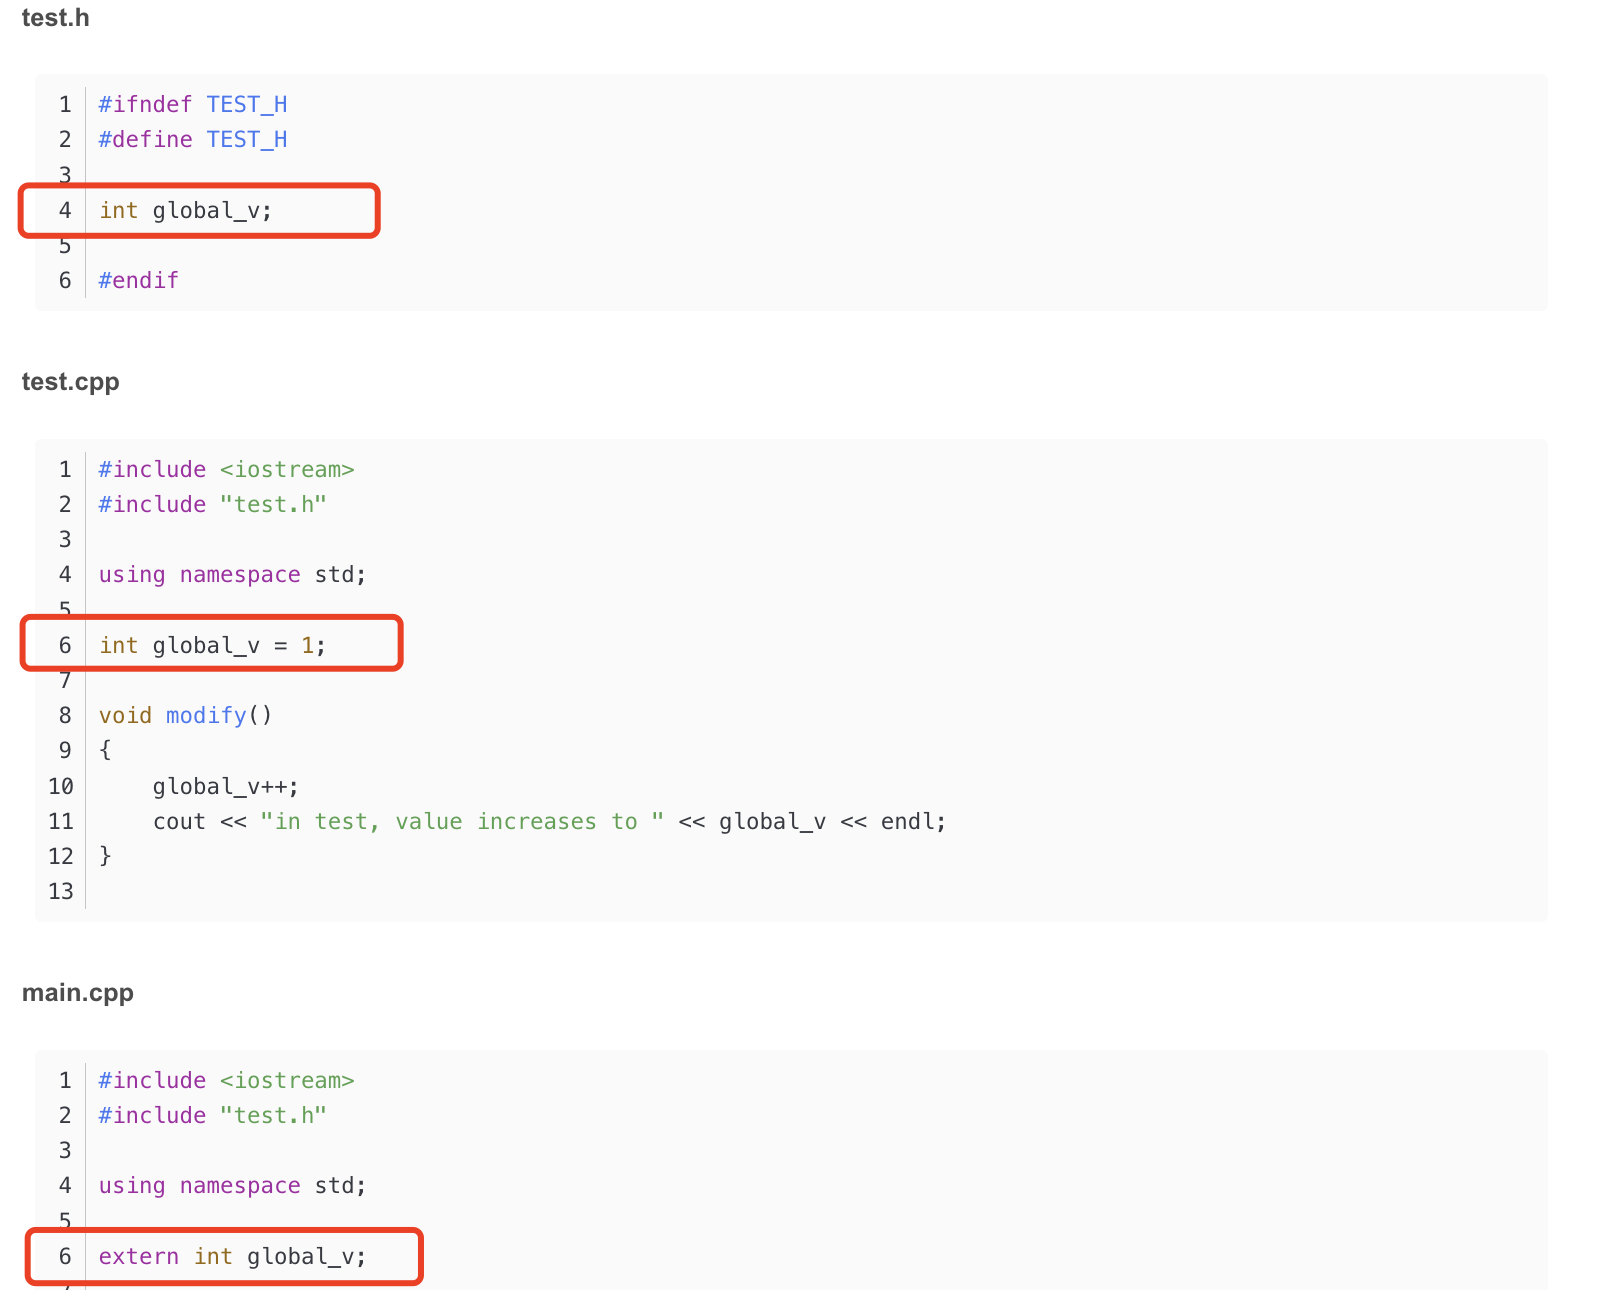 test.h
1 #ifndef TEST_H
2 #define TEST_H
3
4 int global_v;
5
6 #endif
test.cpp
1 #include <iostream>
2 #include "test.h"
3
4 using namespace std;
5
6 int global_v = 1;
7
8 void modify()
9 {
10     global_v++;
11     cout << "in test, value increases to " << global_v << endl;
12 }
13
main.cpp
1 #include <iostream>
2 #include "test.h"
3
4 using namespace std;
5
6 extern int global_v;